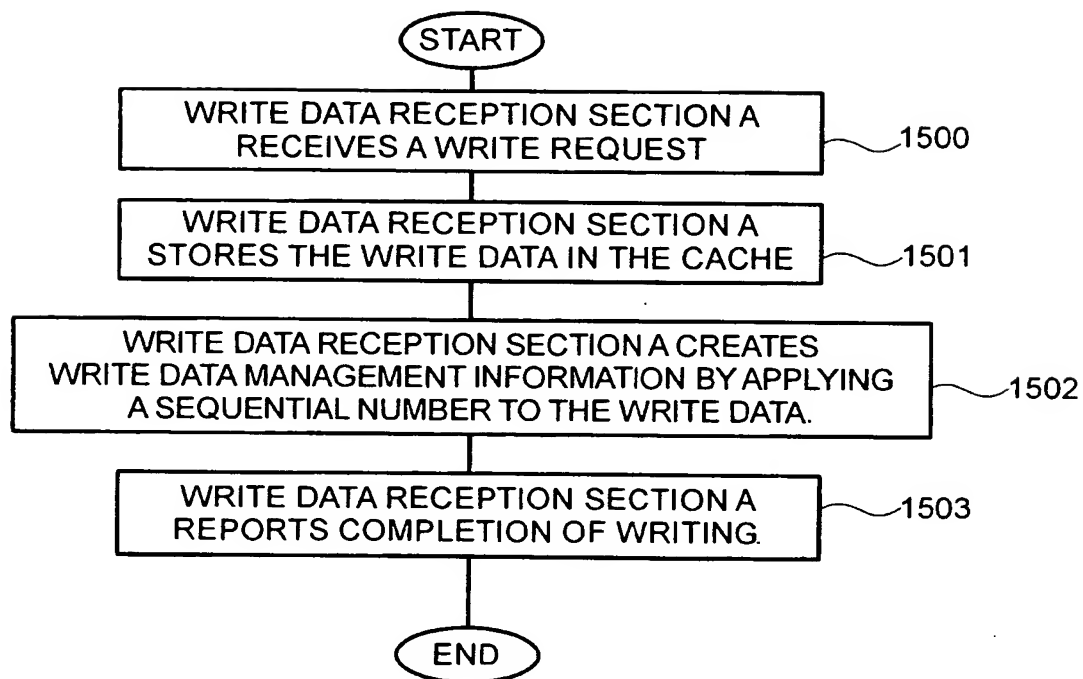 START
WRITE DATA RECEPTION SECTION A
RECEIVES A WRITE REQUEST
1500
WRITE DATA RECEPTION SECTION A
STORES THE WRITE DATA IN THE CACHE
1501
WRITE DATA RECEPTION SECTION A CREATES
WRITE DATA MANAGEMENT INFORMATION BY APPLYING
A SEQUENTIAL NUMBER TO THE WRITE DATA.
1502
WRITE DATA RECEPTION SECTION A
REPORTS COMPLETION OF WRITING.
1503
END